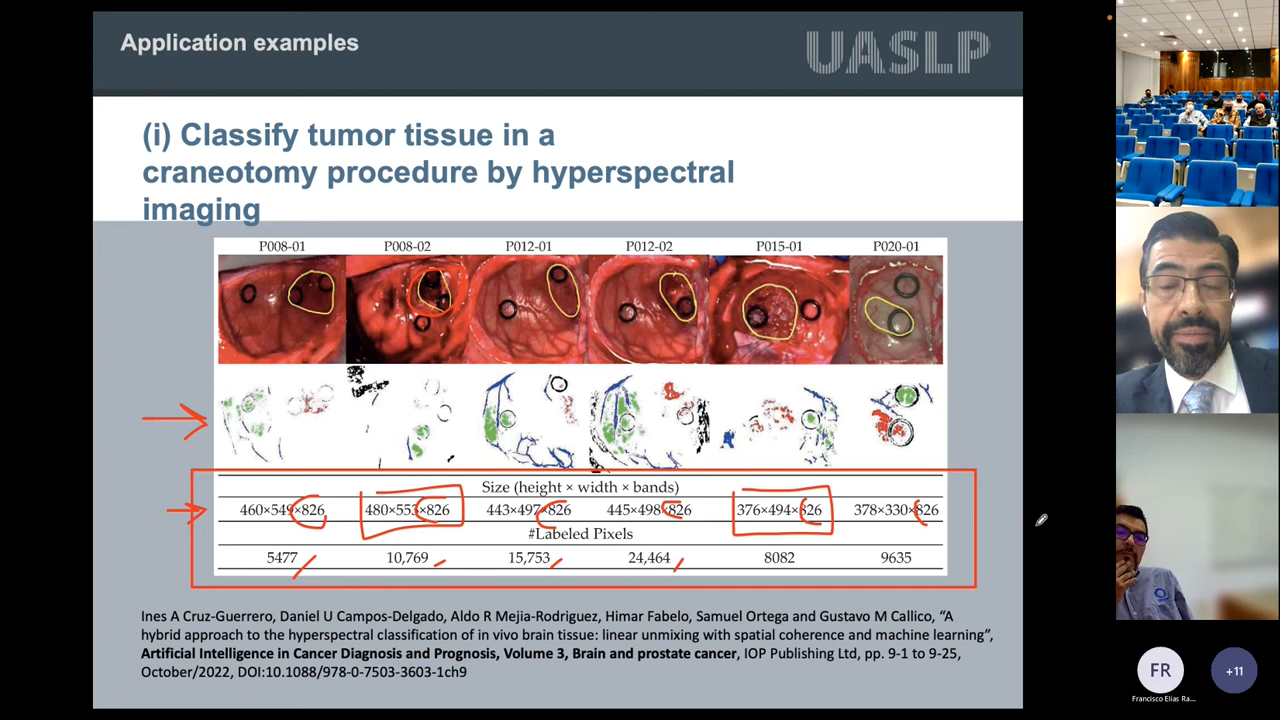 Application examples
UASLP
(i) Classify tumor tissue in a
craneotomy procedure by hyperspectral
imaging
P008-01 P008-02 P012-01 P012-02 P015-01 P020-01
Size (height × width × bands)
460×549×826 480×553×826 443×497×826 445×498×826 376×494×826 378×330×826
#Labeled Pixels
5477 10,769 15,753 24,464 8082 9635
Ines A Cruz-Guerrero, Daniel U Campos-Delgado, Aldo R Mejia-Rodriguez, Himar Fabelo, Samuel Ortega and Gustavo M Callico, “A
hybrid approach to the hyperspectral classification of in vivo brain tissue: linear unmixing with spatial coherence and machine learning”,
Artificial Intelligence in Cancer Diagnosis and Prognosis, Volume 3, Brain and prostate cancer, IOP Publishing Ltd, pp. 9-1 to 9-25,
October/2022, DOI:10.1088/978-0-7503-3603-1ch9
FR
+11
Francisco Elias Ra...